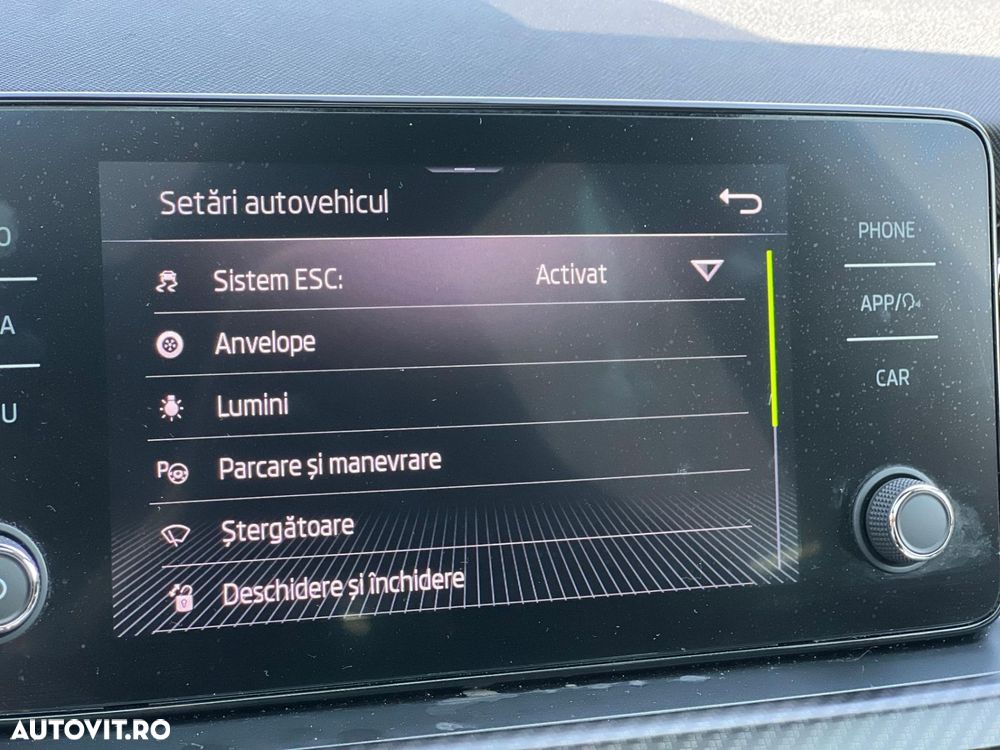 Setări autovehicul
Sistem ESC: Activat
Anvelope
Lumini
Parcare și manevrare
Ștergătoare
Deschidere și închidere
PHONE
APP/
CAR
A
U
AUTOVIT.RO